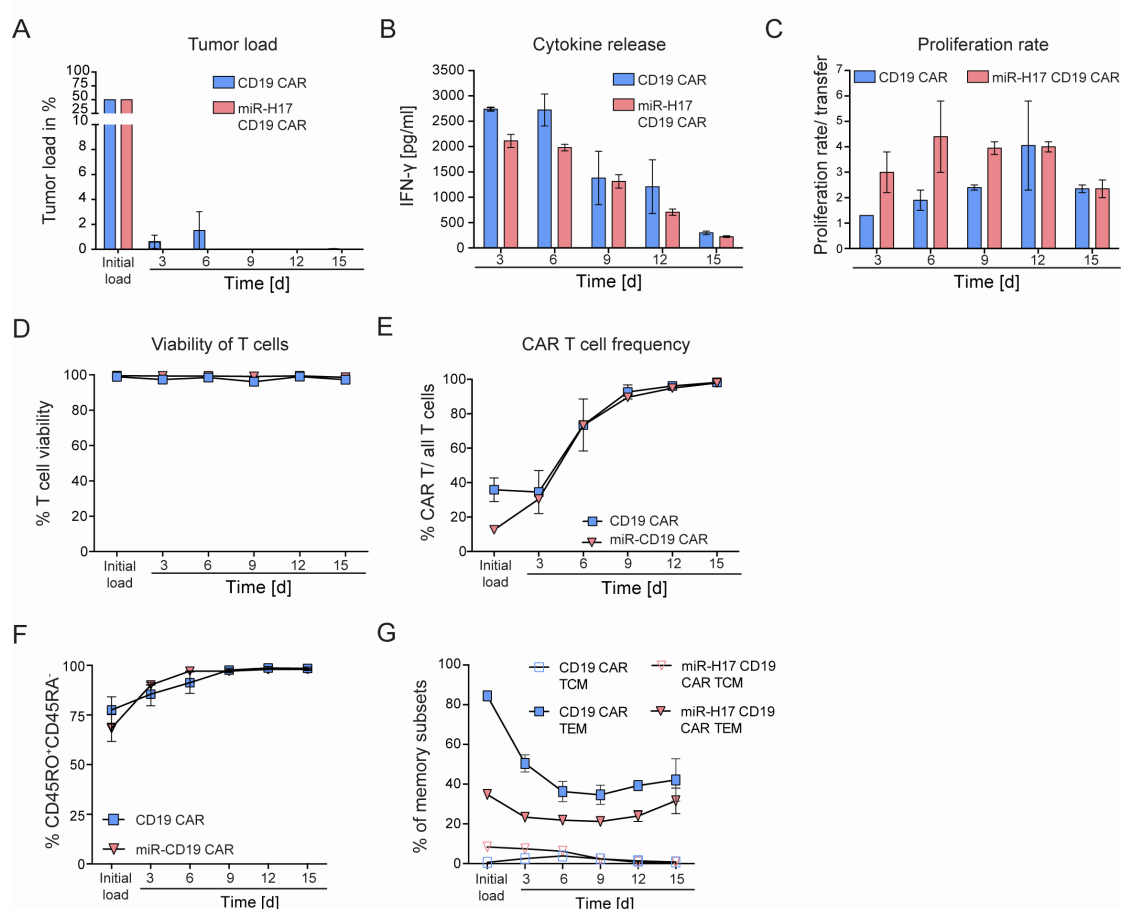 A
Tumor load
Tumor load in %
100
75
50
25
10
8
6
4
2
0
CD19 CAR
miR-H17
CD19 CAR
Initial
load
3
6
9
12
15
Time [d]
B
Cytokine release
IFN-γ [pg/ml]
3500
3000
2500
2000
1500
1000
500
0
CD19 CAR
miR-H17
CD19 CAR
3
6
9
12
15
Time [d]
C
Proliferation rate
Proliferation rate/ transfer
7
6
5
4
3
2
1
0
CD19 CAR
miR-H17 CD19 CAR
3
6
9
12
15
Time [d]
D
Viability of T cells
% T cell viability
100
80
60
40
20
0
Initial
load
3
6
9
12
15
Time [d]
E
CAR T cell frequency
% CAR T/ all T cells
100
80
60
40
20
0
CD19 CAR
miR-CD19 CAR
Initial
load
3
6
9
12
15
Time [d]
F
% CD45RO⁺CD45RA⁻
100
75
50
25
0
CD19 CAR
miR-CD19 CAR
Initial
load
3
6
9
12
15
Time [d]
G
% of memory subsets
100
80
60
40
20
0
CD19 CAR
TCM
miR-H17 CD19
CAR TCM
CD19 CAR
TEM
miR-H17 CD19
CAR TEM
Initial
load
3
6
9
12
15
Time [d]